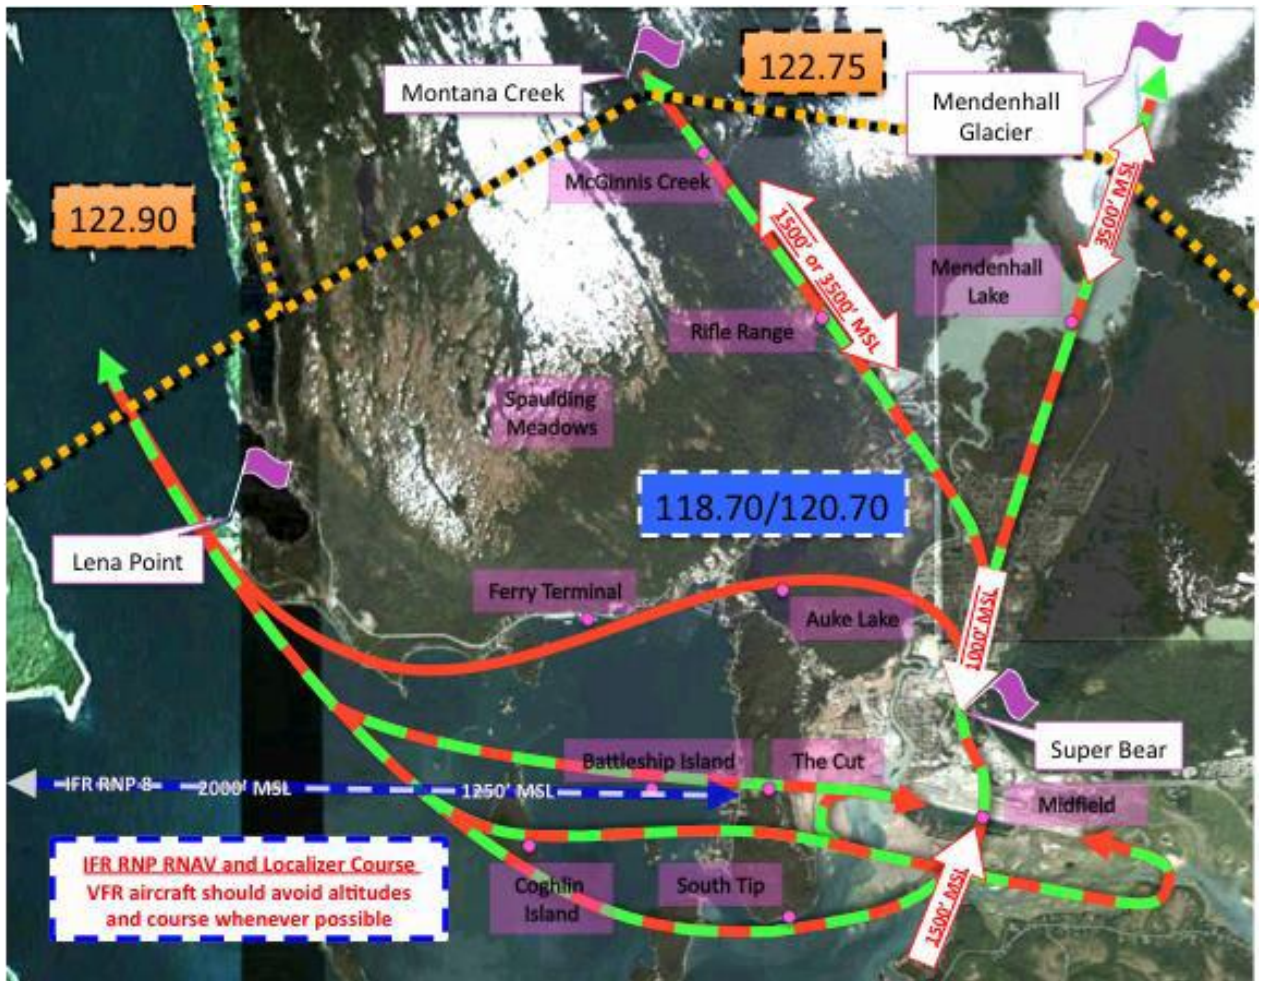 122.75
Montana Creek
Mendenhall
Glacier
McGinnis Creek
3500' MSL
122.90
1500' or 3500' MSL
Mendenhall
Lake
Rifle Range
Spaulding
Meadows
118.70/120.70
Lena Point
Ferry Terminal
Auke Lake
1000' MSL
Super Bear
Battleship Island
The Cut
IFR RNP 8
2000' MSL
1250' MSL
Midfield
IFR RNP RNAV and Localizer Course
VFR aircraft should avoid altitudes
and course whenever possible
Coghlin
Island
South Tip
1500' MSL